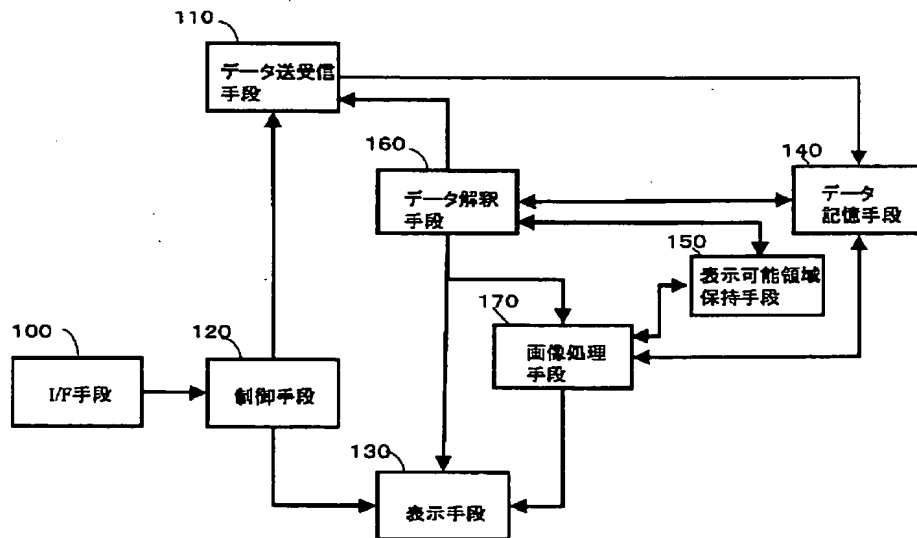 110
データ送受信
手段
160
データ解釈
手段
140
データ
記憶手段
150
表示可能領域
保持手段
170
画像処理
手段
100
I/F手段
120
制御手段
130
表示手段